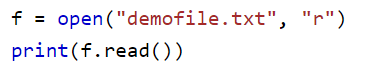 f = open("demofile.txt", "r")
print(f.read())